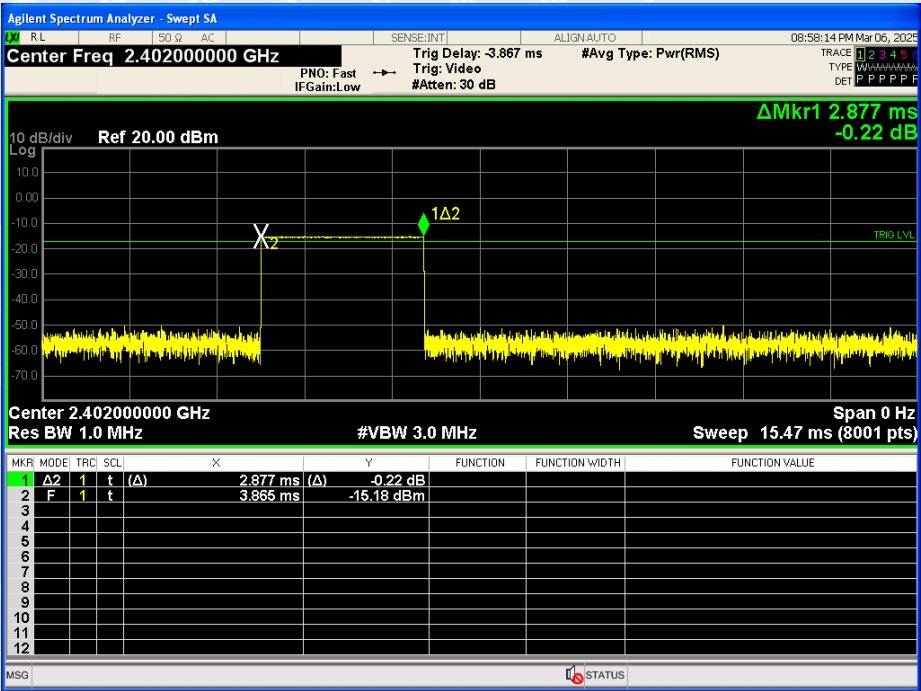 Agilent Spectrum Analyzer - Swept SA
LXI RL RF 50 Ω AC SENSE:INT ALIGN AUTO 08:58:14 PM Mar 06, 2025
Center Freq 2.402000000 GHz
PNO: Fast
IFGain:Low
Trig Delay: -3.867 ms
Trig: Video
#Atten: 30 dB
#Avg Type: Pwr(RMS)
TRACE 1 2 3 4 5 6
TYPE
DET P P P P P P
ΔMkr1 2.877 ms
-0.22 dB
10 dB/div Ref 20.00 dBm
Log
10.0
0.00
1Δ2
-10.0
TRIG LVL
2
-20.0
-30.0
-40.0
-50.0
-60.0
-70.0
Center 2.402000000 GHz Span 0 Hz
Res BW 1.0 MHz #VBW 3.0 MHz Sweep 15.47 ms (8001 pts)
MKR MODE TRC SCL X Y FUNCTION FUNCTION WIDTH FUNCTION VALUE
1 Δ2 1 t (Δ) 2.877 ms (Δ) -0.22 dB
2 F 1 t 3.865 ms -15.18 dBm
3
4
5
6
7
8
9
10
11
12
MSG STATUS